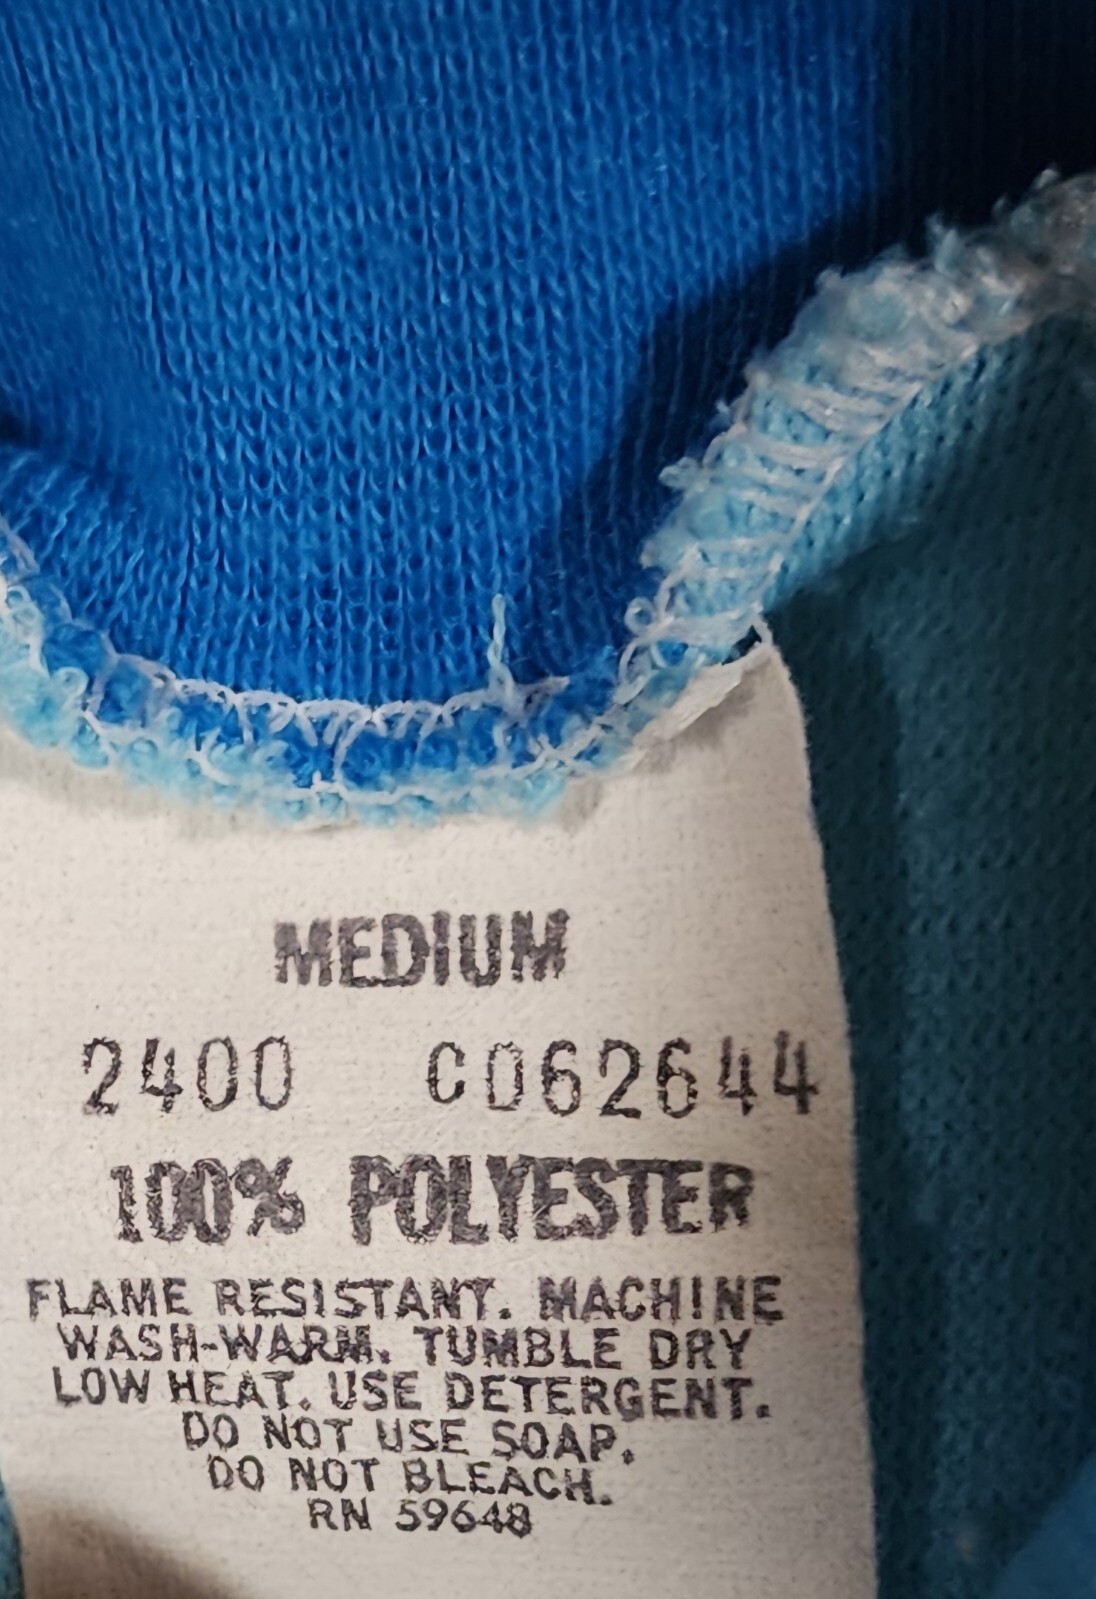 MEDIUM
2400 C062644
100% POLYESTER
FLAME RESISTANT. MACHINE
WASH-WARM. TUMBLE DRY
LOW HEAT. USE DETERGENT.
DO NOT USE SOAP.
DO NOT BLEACH.
RN 59648